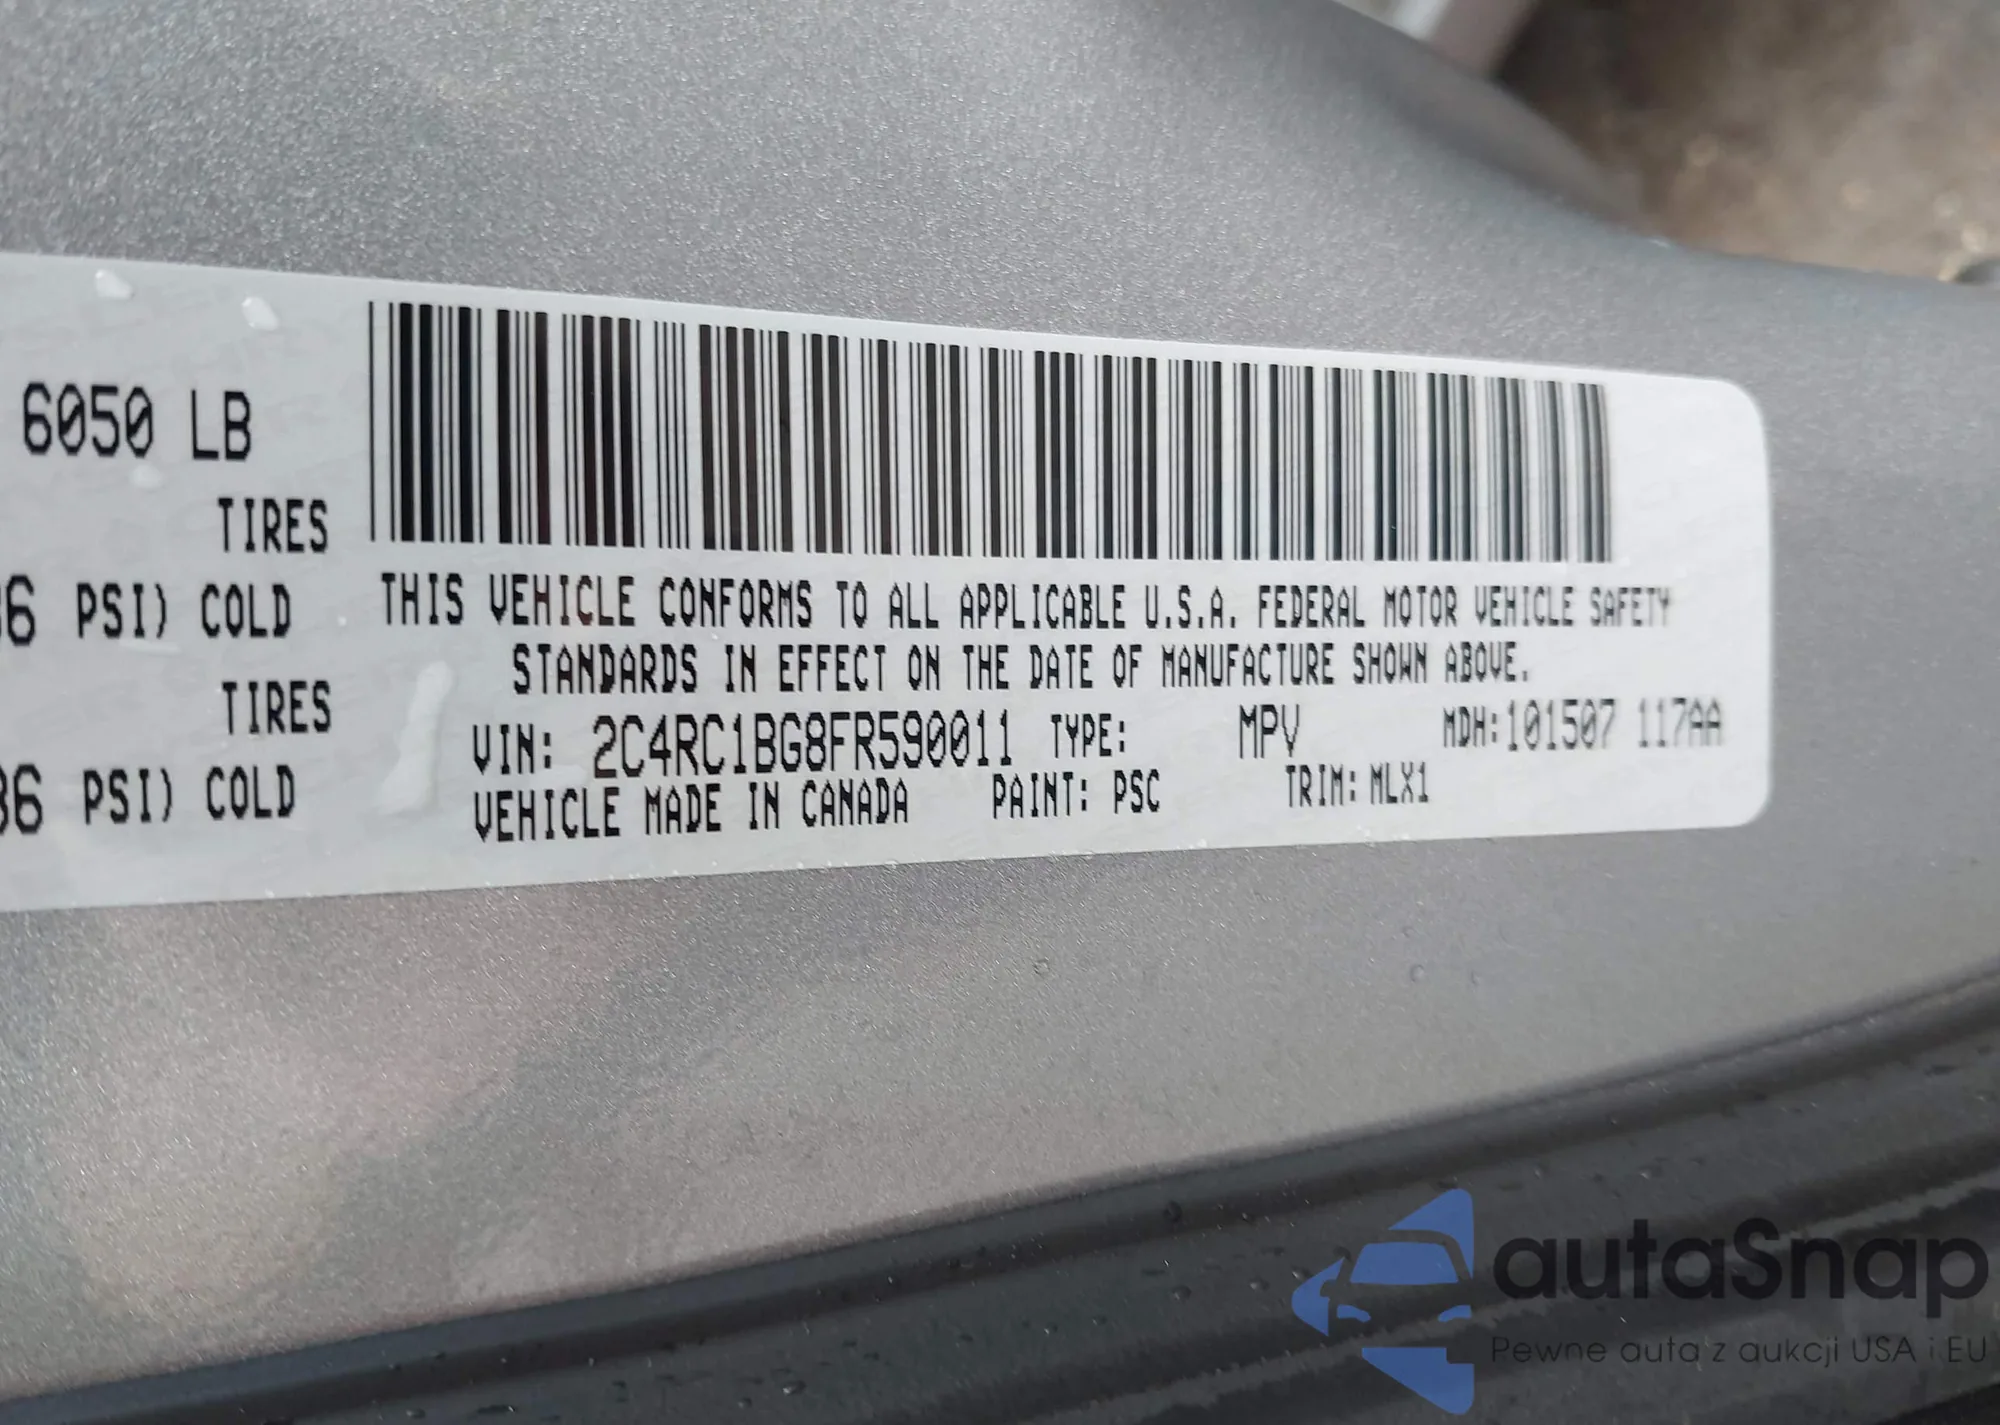 6050 LB
TIRES
36 PSI) COLD
TIRES
36 PSI) COLD
THIS VEHICLE CONFORMS TO ALL APPLICABLE U.S.A. FEDERAL MOTOR VEHICLE SAFETY
STANDARDS IN EFFECT ON THE DATE OF MANUFACTURE SHOWN ABOVE.
VIN: 2C4RC1BG8FR590011 TYPE: MPV MDH:101507 117AA
VEHICLE MADE IN CANADA PAINT: PSC TRIM: MLX1
autaSnap
Pewne auta z aukcji USA i EU